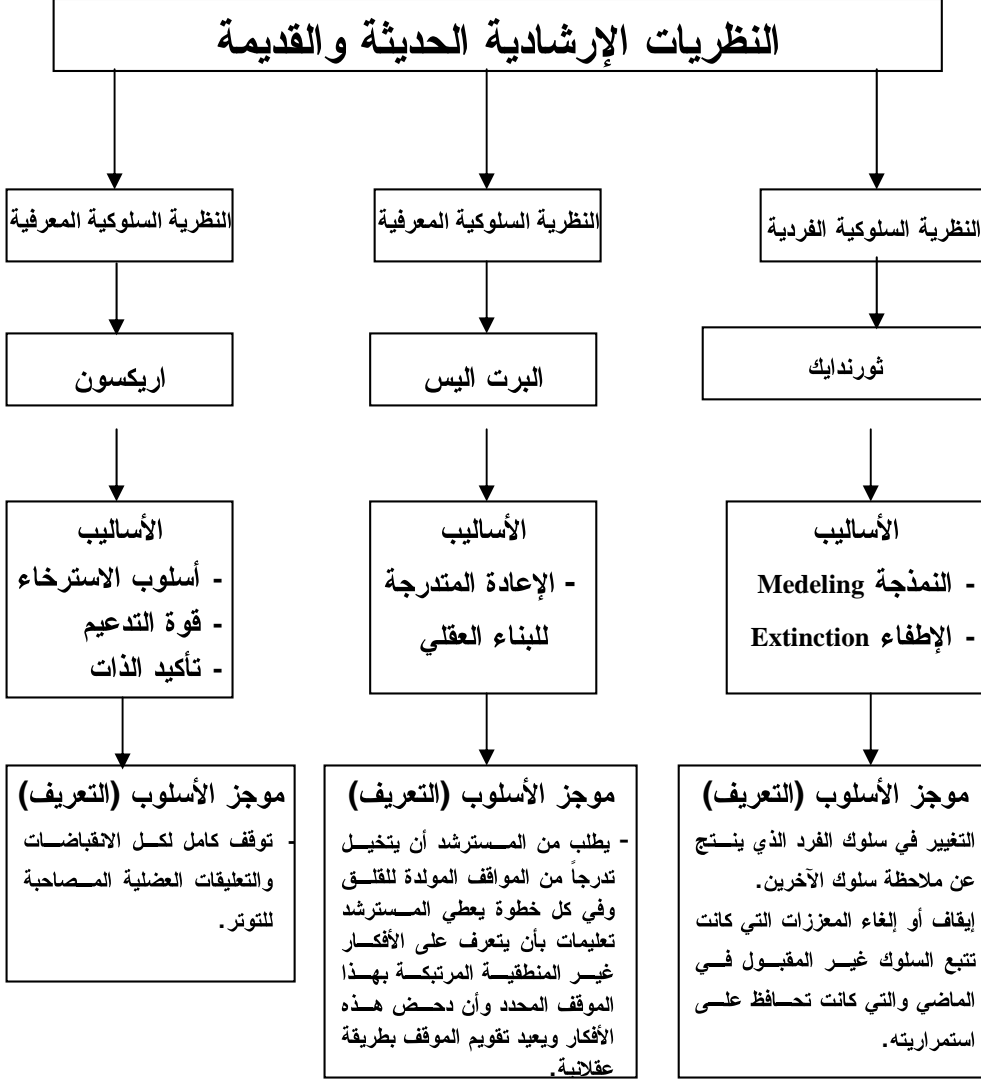 النظريات الإرشادية الحديثة والقديمة
النظرية السلوكية الفردية
النظرية السلوكية المعرفية
النظرية السلوكية المعرفية
ثورندايك
البرت اليس
اريكسون
الأساليب
- النمذجة Medeling
- الإطفاء Extinction
الأساليب
- الإعادة المتدرجة
للبناء العقلي
الأساليب
- أسلوب الاسترخاء
- قوة التدعيم
- تأكيد الذات
موجز الأسلوب (التعريف)
التغيير في سلوك الفرد الذي ينتج
عن ملاحظة سلوك الآخرين.
إيقاف أو إلغاء المعززات التي كانت
تتبع السلوك غير المقبول في
الماضي والتي كانت تحافظ على
استمراريته.
موجز الأسلوب (التعريف)
- يطلب من المسترشد أن يتخيل
تدرجاً من المواقف المولدة للقلق
وفي كل خطوة يعطي المسترشد
تعليمات بأن يتعرف على الأفكار
غير المنطقية المرتبكة بهذا
الموقف المحدد وأن دحض هذه
الأفكار ويعيد تقويم الموقف بطريقة
عقلانية.
موجز الأسلوب (التعريف)
- توقف كامل لكل الانقباضات
والتعليقات العضلية المصاحبة
للتوتر.